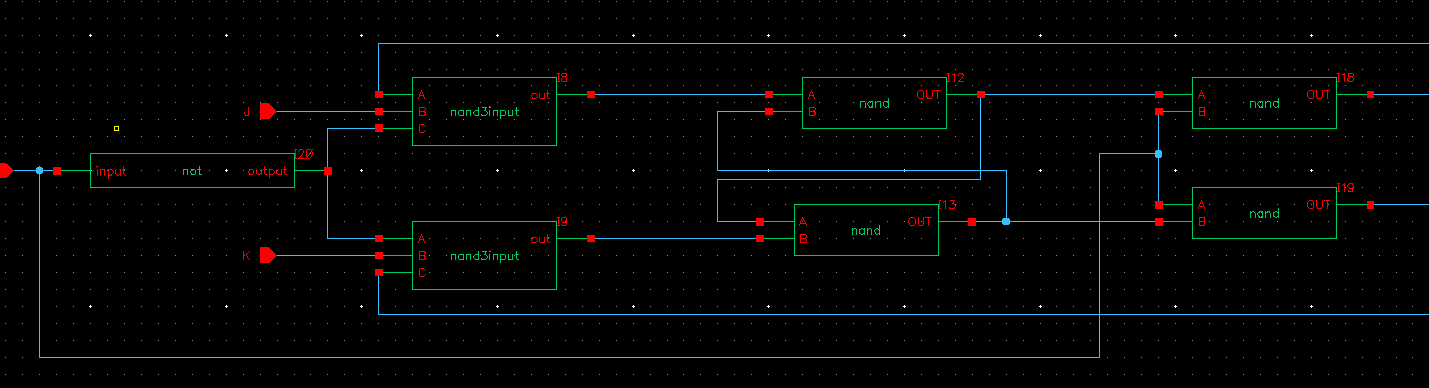 I8
A
out
J
B
nand3input
C
I12
A
OUT
nand
B
I18
A
OUT
nand
B
I20
input
not
output
I9
A
out
K
B
nand3input
C
I13
A
OUT
nand
B
I19
A
OUT
nand
B